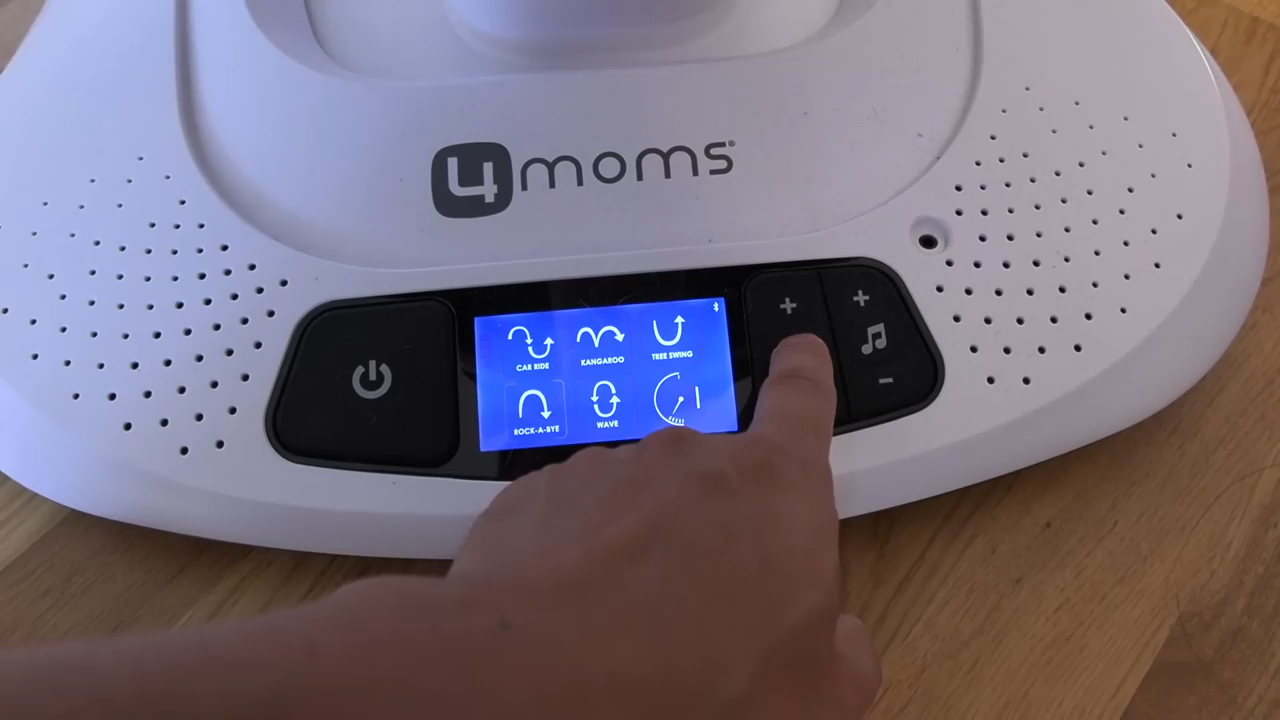 4moms®
CAR RIDE
KANGAROO
TREE SWING
ROCK-A-BYE
WAVE